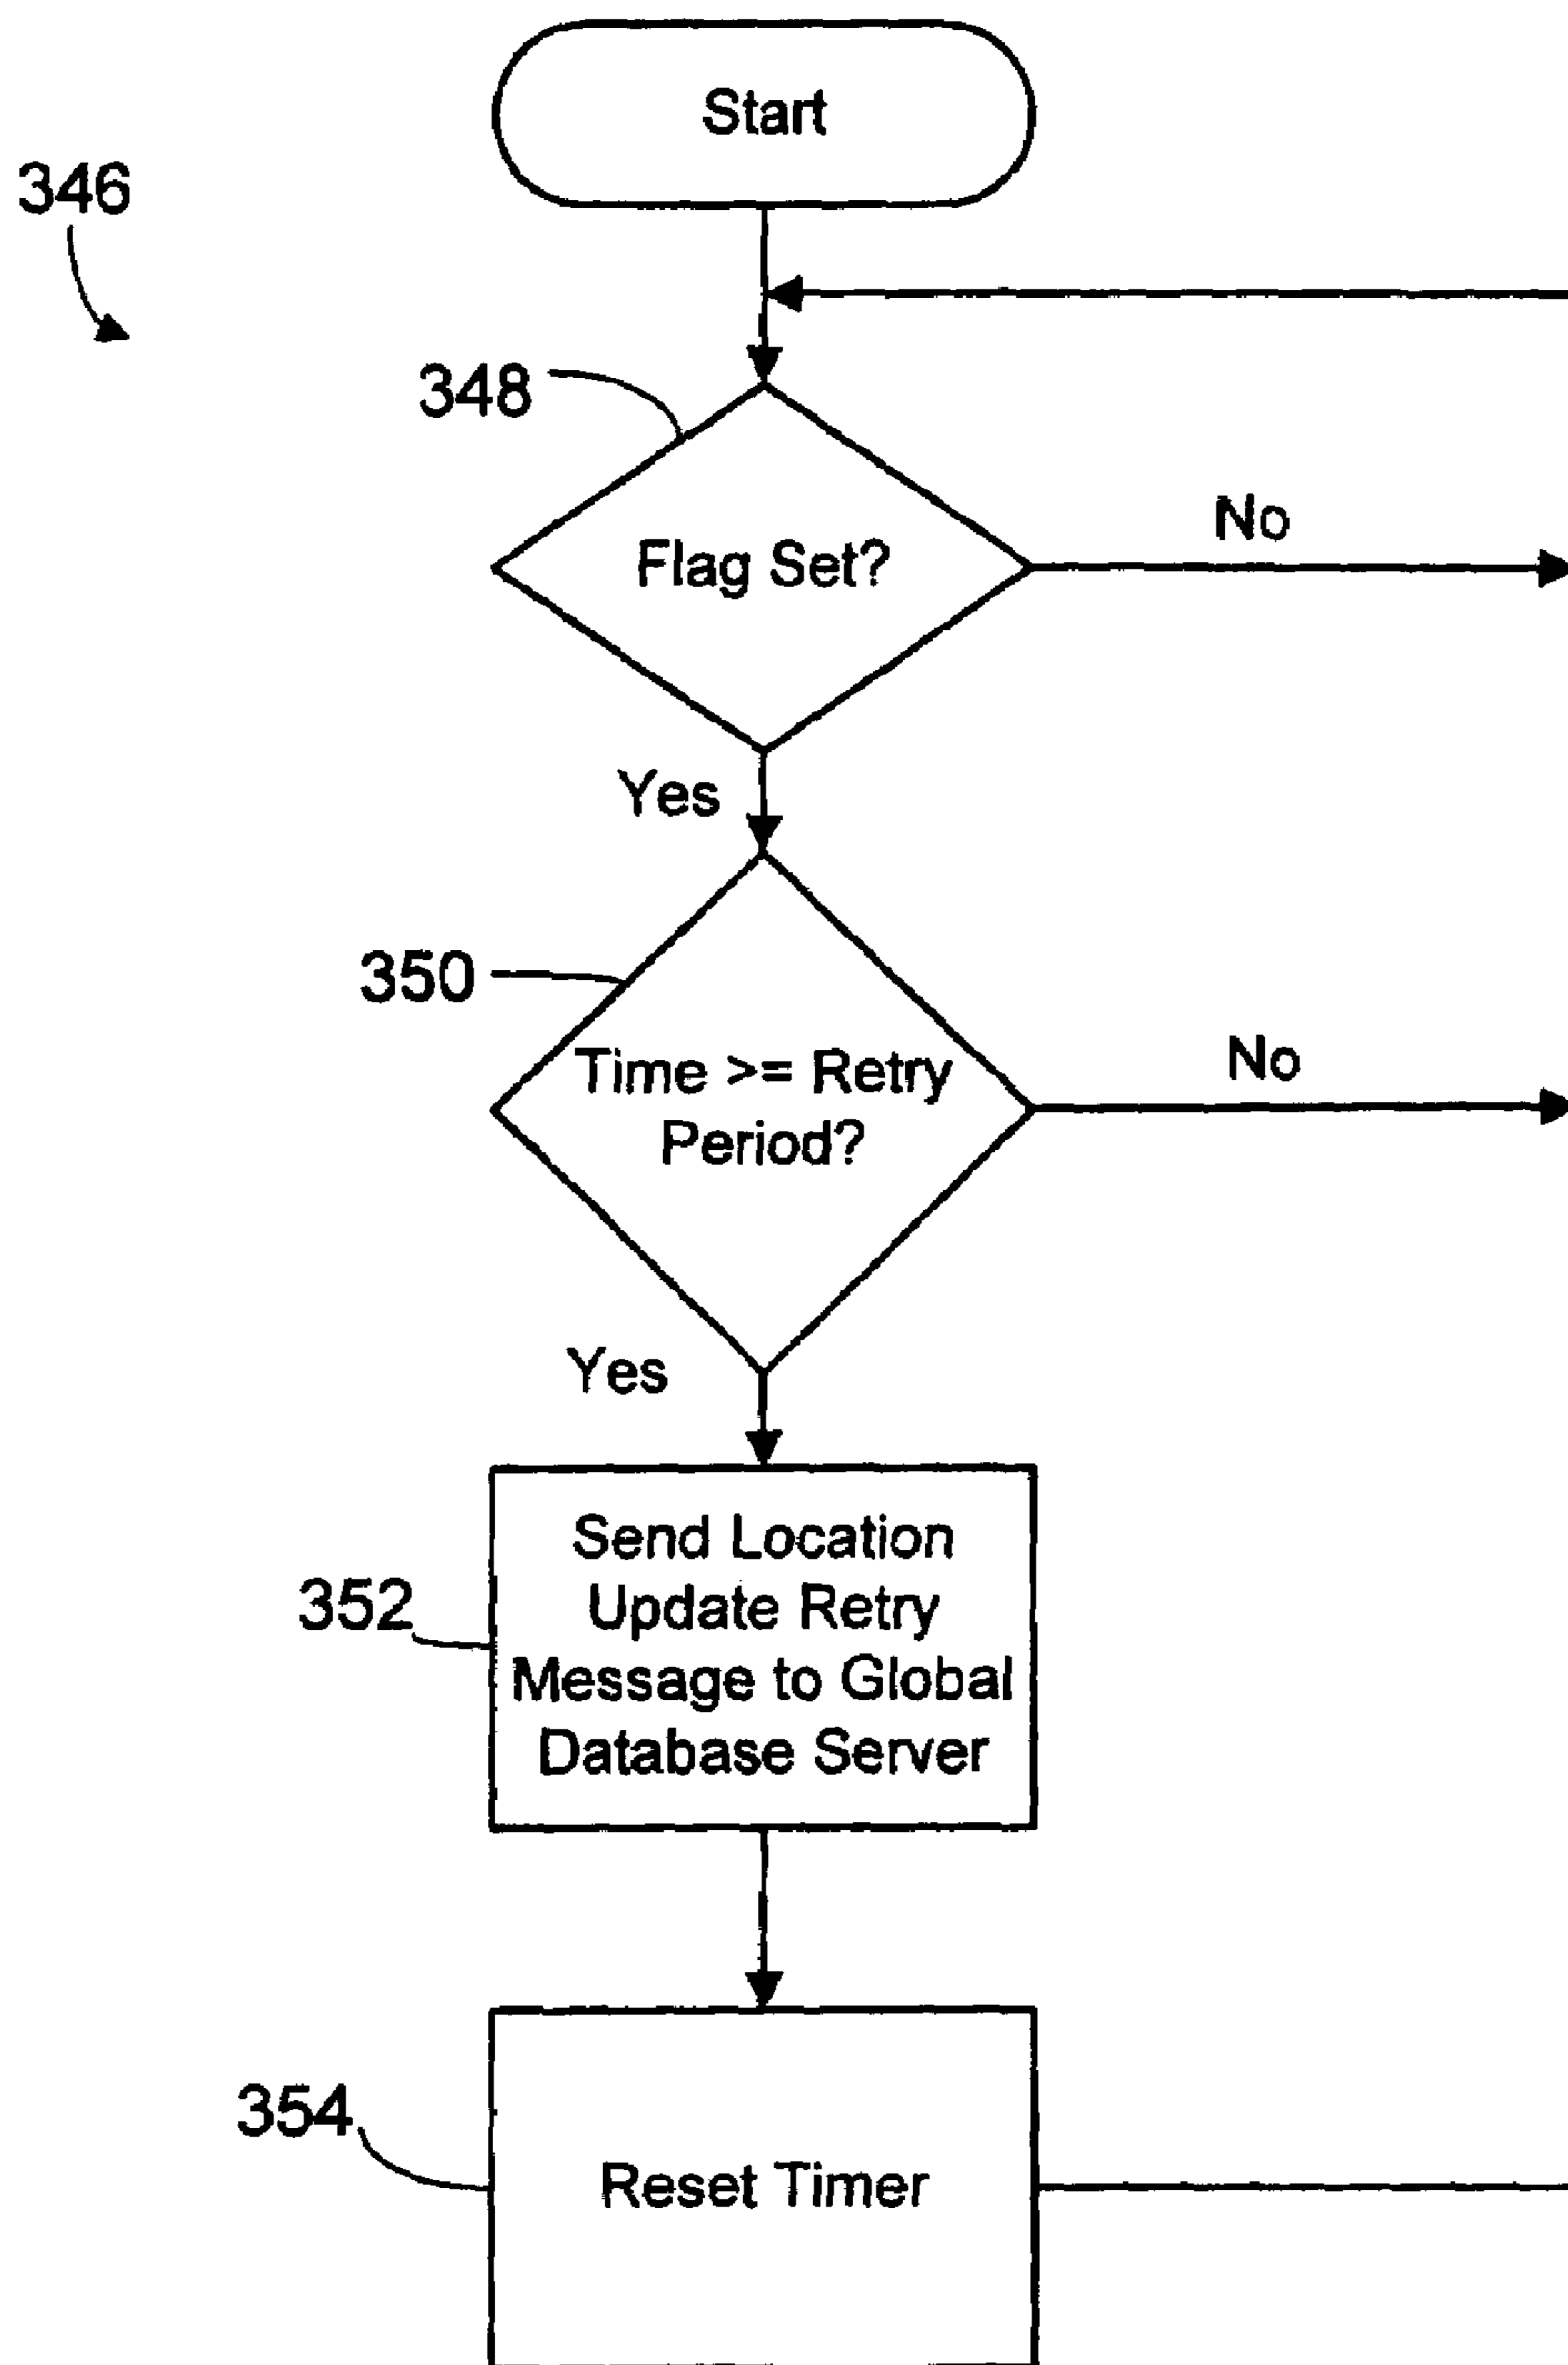 Start
346
348
Flag Set?
No
Yes
350
Time >= Retry
Period?
No
Yes
352
Send Location
Update Retry
Message to Global
Database Server
354
Reset Timer